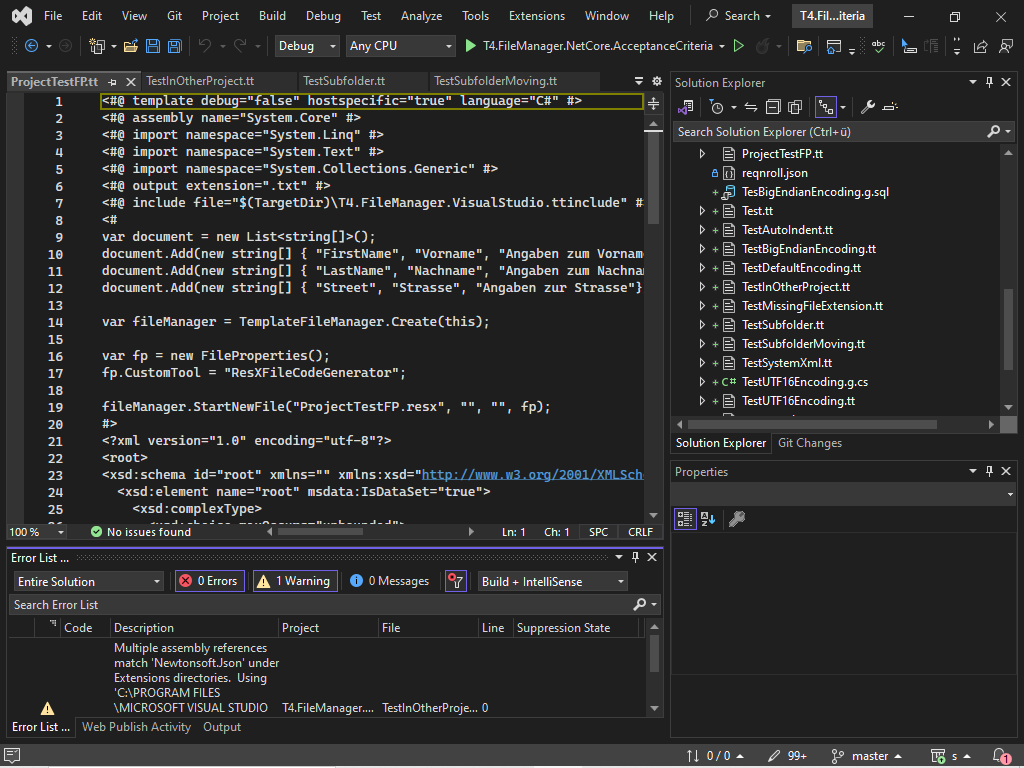 File Edit View Git Project Build Debug Test Analyze Tools Extensions Window Help Search T4.Fil...iteria
Debug Any CPU T4.FileManager.NetCore.AcceptanceCriteria
ProjectTestFP.tt TestInOtherProject.tt TestSubfolder.tt TestSubfolderMoving.tt
1 <#@ template debug="false" hostspecific="true" language="C#" #>
2 <#@ assembly name="System.Core" #>
3 <#@ import namespace="System.Linq" #>
4 <#@ import namespace="System.Text" #>
5 <#@ import namespace="System.Collections.Generic" #>
6 <#@ output extension=".txt" #>
7 <#@ include file="$(TargetDir)\T4.FileManager.VisualStudio.ttinclude" #
8 <#
9 var document = new List<string[]>();
10 document.Add(new string[] { "FirstName", "Vorname", "Angaben zum Vorname
11 document.Add(new string[] { "LastName", "Nachname", "Angaben zum Nachna
12 document.Add(new string[] { "Street", "Strasse", "Angaben zur Strasse"}
13
14 var fileManager = TemplateFileManager.Create(this);
15
16 var fp = new FileProperties();
17 fp.CustomTool = "ResXFileCodeGenerator";
18
19 fileManager.StartNewFile("ProjectTestFP.resx", "", "", fp);
20 #>
21 <?xml version="1.0" encoding="utf-8"?>
22 <root>
23 <xsd:schema id="root" xmlns="" xmlns:xsd="http://www.w3.org/2001/XMLSch
24 <xsd:element name="root" msdata:IsDataSet="true">
25 <xsd:complexType>
100 % No issues found Ln: 1 Ch: 1 SPC CRLF
Error List ...
Entire Solution 0 Errors 1 Warning 0 Messages Build + IntelliSense
Search Error List
Code Description Project File Line Suppression State
Multiple assembly references
match 'NewtonsoftJson' under
Extensions directories. Using
'C:\PROGRAM FILES
\MICROSOFT VISUAL STUDIO T4.FileManager.... TestInOtherProje... 0
Error List ... Web Publish Activity Output
Solution Explorer
Search Solution Explorer (Ctrl+ü)
ProjectTestFP.tt
reqnroll.json
TesBigEndianEncoding.g.sql
Test.tt
TestAutoIndent.tt
TestBigEndianEncoding.tt
TestDefaultEncoding.tt
TestInOtherProject.tt
TestMissingFileExtension.tt
TestSubfolder.tt
TestSubfolderMoving.tt
TestSystemXml.tt
C# TestUTF16Encoding.g.cs
TestUTF16Encoding.tt
Solution Explorer Git Changes
Properties
0 / 0 99+ master s 1